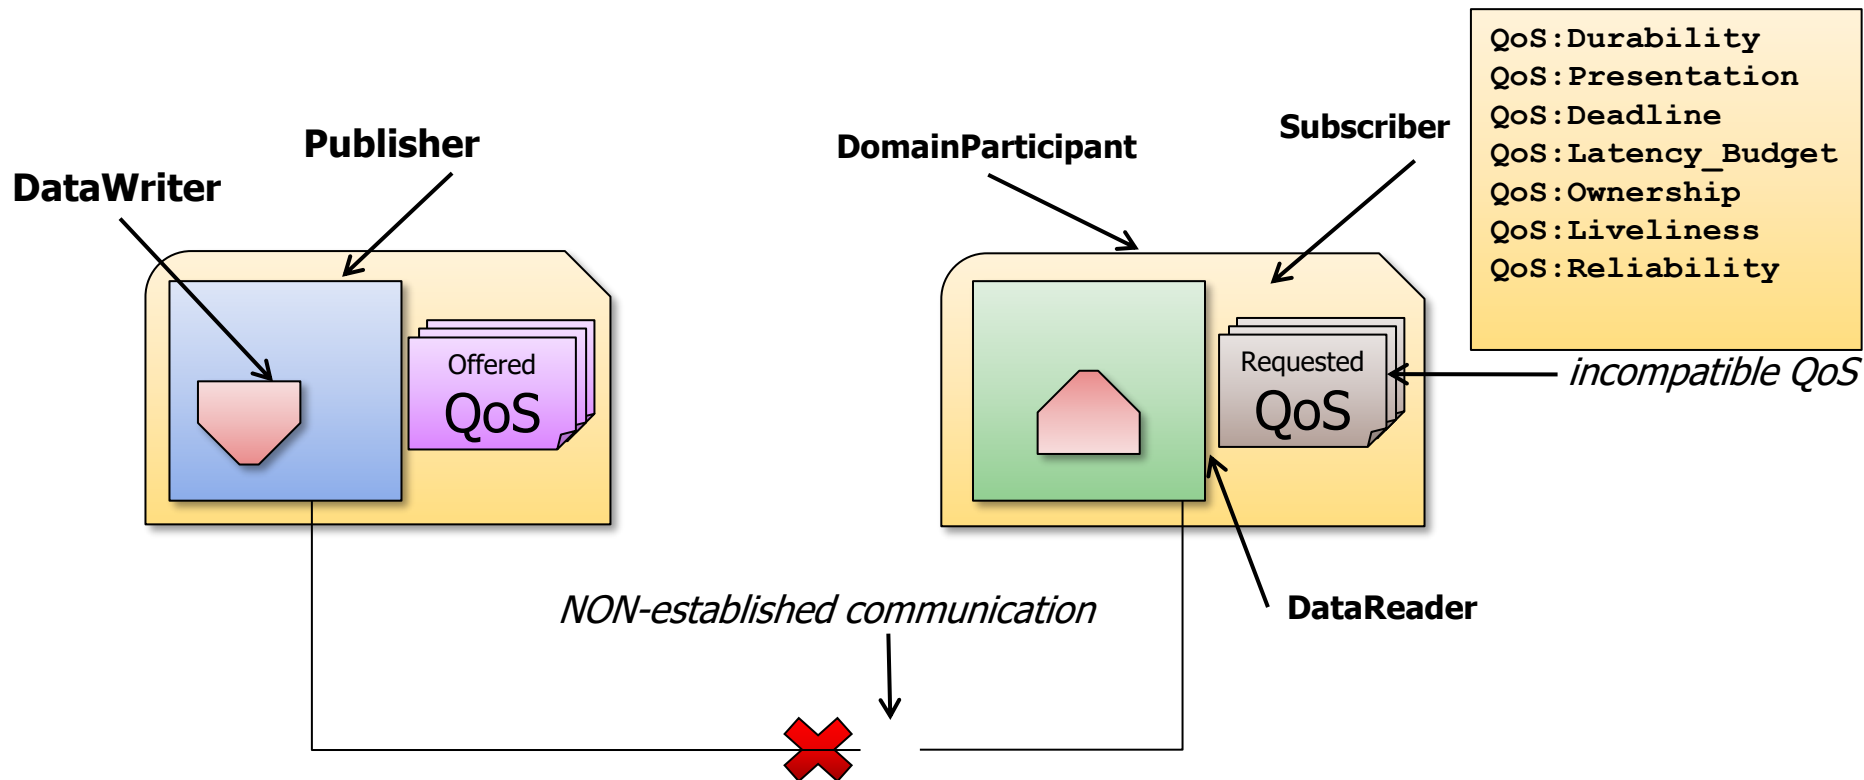 QoS:Durability
QoS:Presentation
QoS:Deadline
QoS:Latency_Budget
QoS:Ownership
QoS:Liveliness
QoS:Reliability
Publisher
DomainParticipant
Subscriber
DataWriter
Offered
QoS
Requested
QoS
incompatible QoS
NON-established communication
DataReader